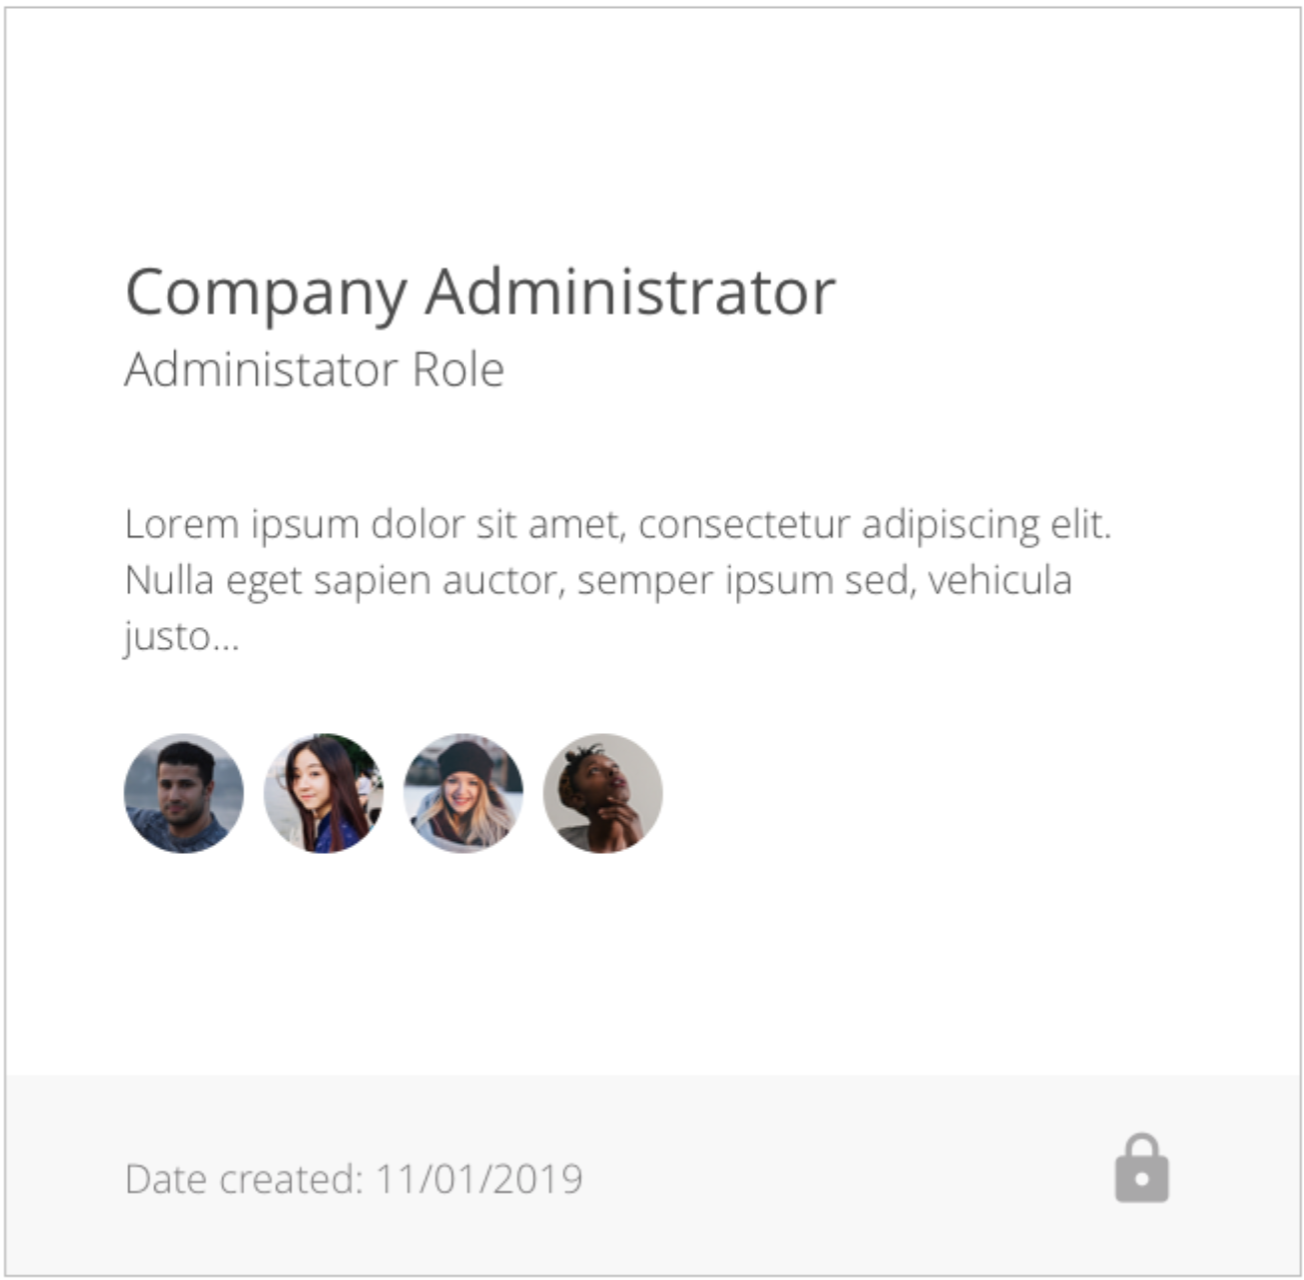 Company Administrator
Administator Role
Lorem ipsum dolor sit amet, consectetur adipiscing elit.
Nulla eget sapien auctor, semper ipsum sed, vehicula
justo...
Date created: 11/01/2019